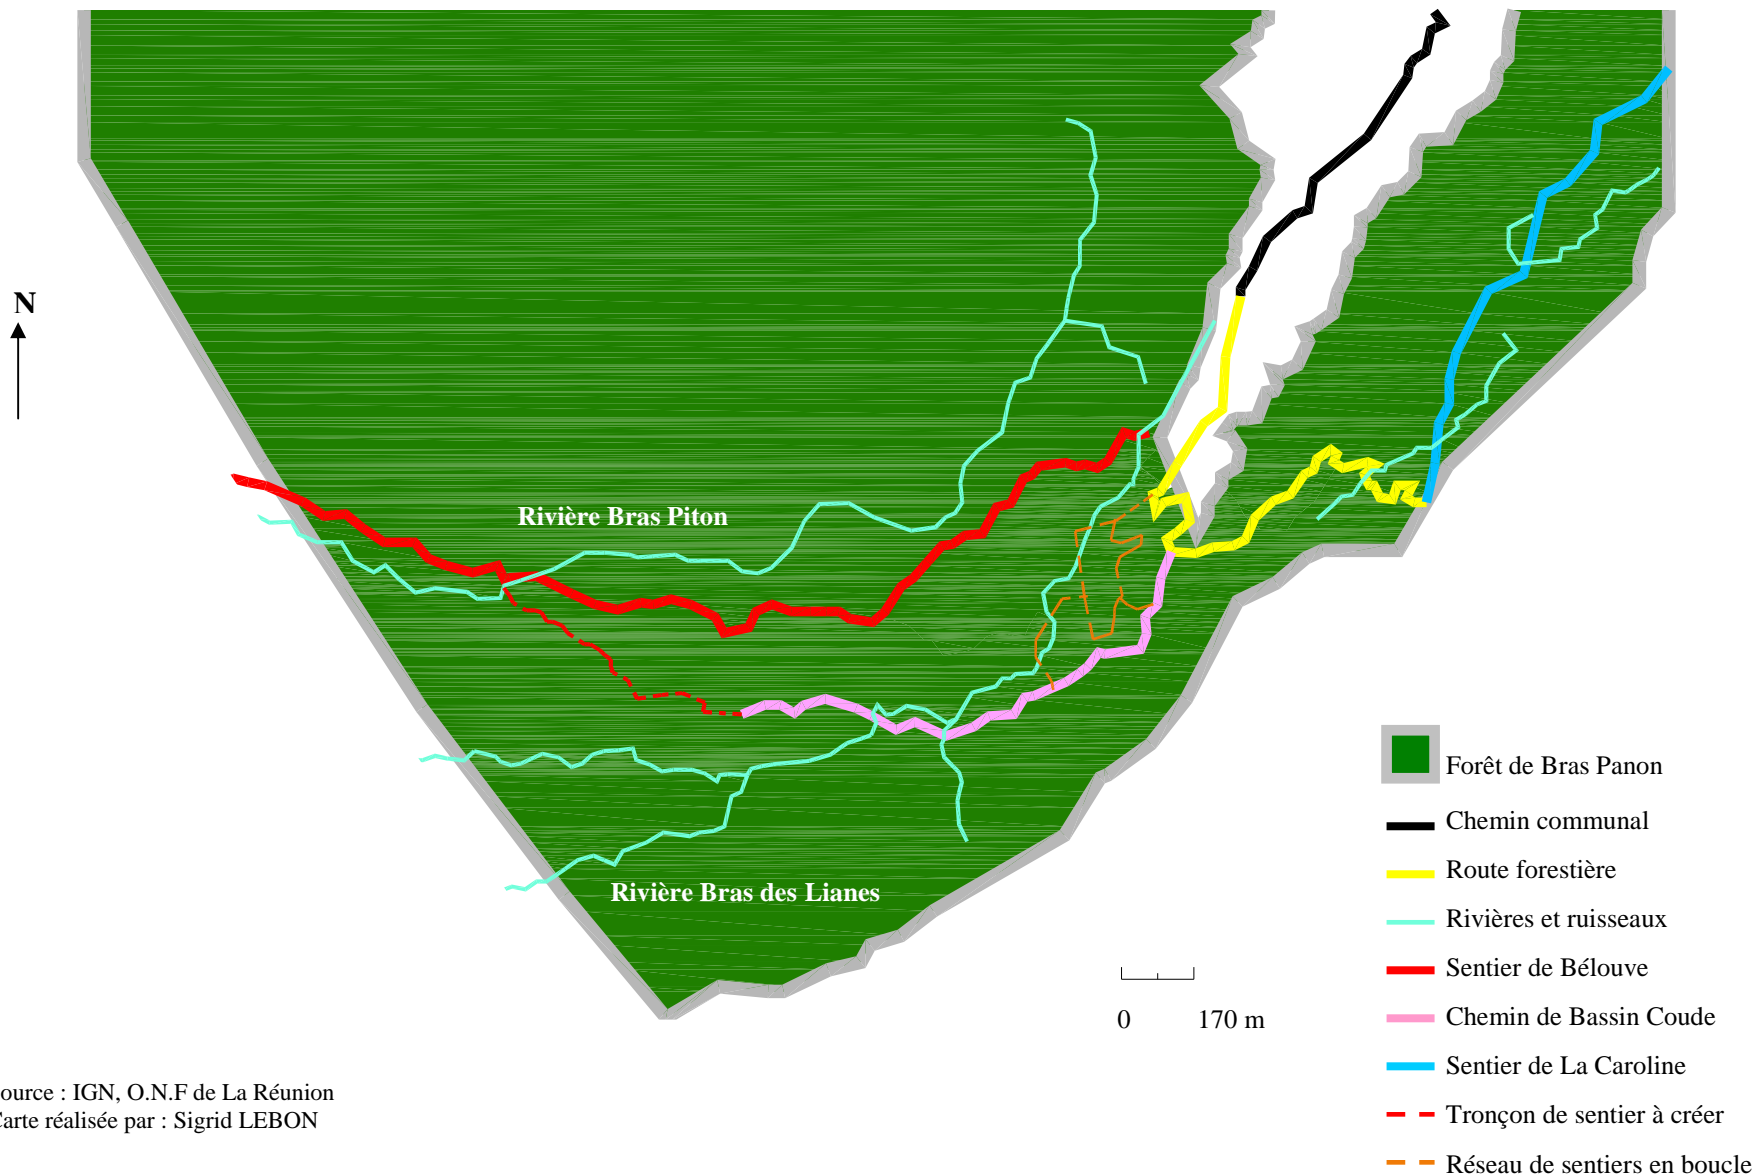 N
Rivière Bras Piton
Rivière Bras des Lianes
0 170 m
Forêt de Bras Panon
Chemin communal
Route forestière
Rivières et ruisseaux
Sentier de Bélouve
Chemin de Bassin Coude
Sentier de La Caroline
Tronçon de sentier à créer
Réseau de sentiers en boucle
ource : IGN, O.N.F de La Réunion
arte réalisée par : Sigrid LEBON